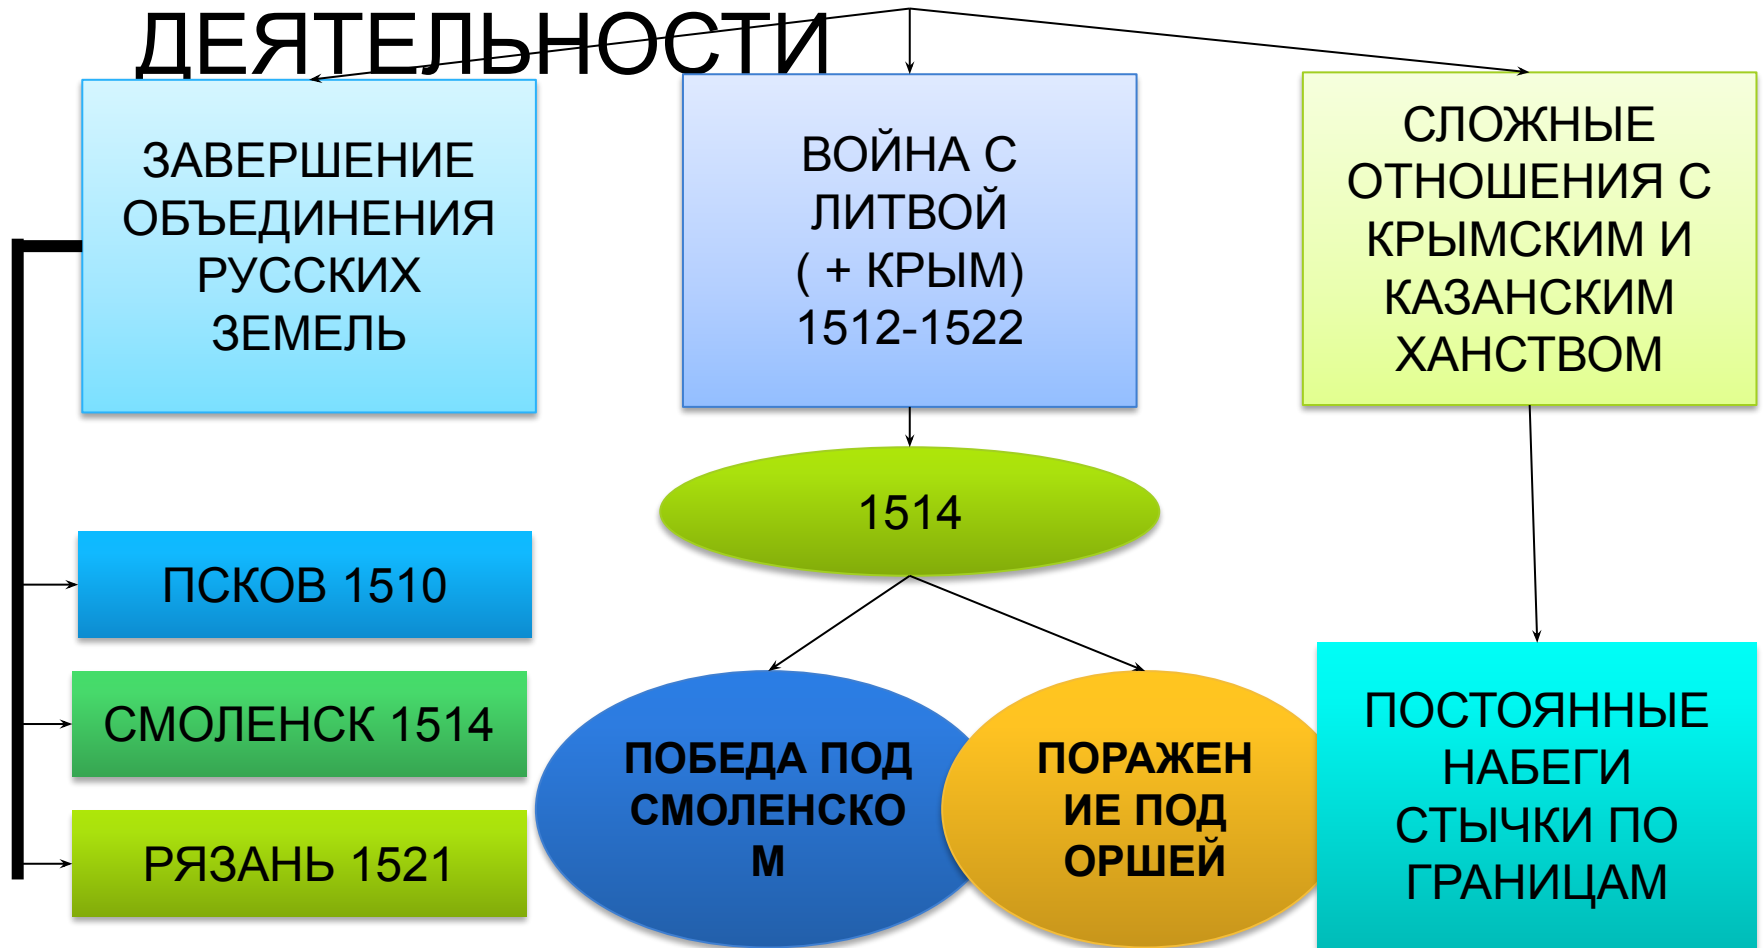 ДЕЯТЕЛЬНОСТИ
ЗАВЕРШЕНИЕ
ОБЪЕДИНЕНИЯ
РУССКИХ
ЗЕМЕЛЬ
ВОЙНА С
ЛИТВОЙ
( + КРЫМ)
1512-1522
СЛОЖНЫЕ
ОТНОШЕНИЯ С
КРЫМСКИМ И
КАЗАНСКИМ
ХАНСТВОМ
1514
ПСКОВ 1510
СМОЛЕНСК 1514
РЯЗАНЬ 1521
ПОБЕДА ПОД
СМОЛЕНСКО
М
ПОРАЖЕН
ИЕ ПОД
ОРШЕЙ
ПОСТОЯННЫЕ
НАБЕГИ
СТЫЧКИ ПО
ГРАНИЦАМ